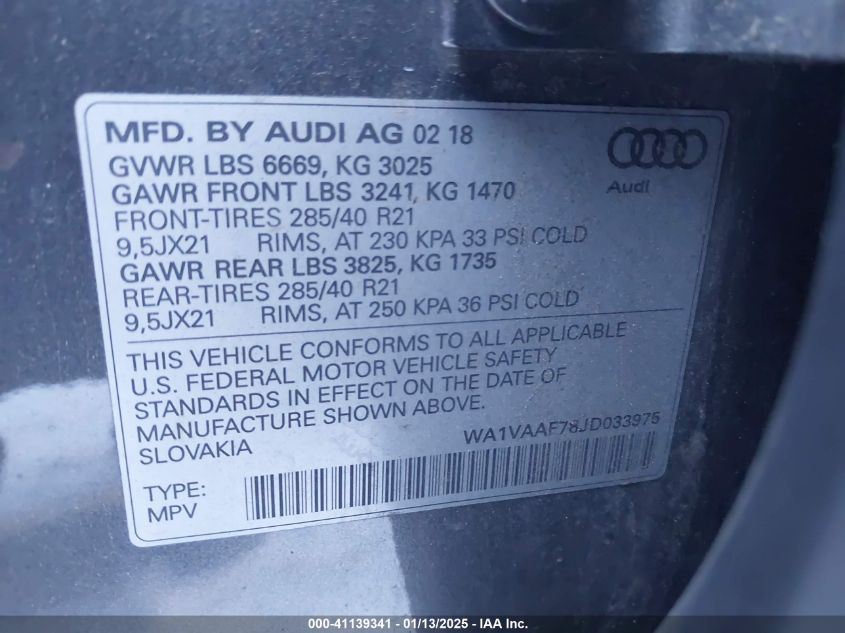 MFD. BY AUDI AG 02 18
GVWR LBS 6669, KG 3025
GAWR FRONT LBS 3241, KG 1470
FRONT-TIRES 285/40 R21
9,5JX21 RIMS, AT 230 KPA 33 PSI COLD
GAWR REAR LBS 3825, KG 1735
REAR-TIRES 285/40 R21
9,5JX21 RIMS, AT 250 KPA 36 PSI COLD
Audi
THIS VEHICLE CONFORMS TO ALL APPLICABLE
U.S. FEDERAL MOTOR VEHICLE SAFETY
STANDARDS IN EFFECT ON THE DATE OF
MANUFACTURE SHOWN ABOVE.
SLOVAKIA
WA1VAAF78JD033975
TYPE:
MPV
000-41139341 - 01/13/2025 - WA1 Inc.